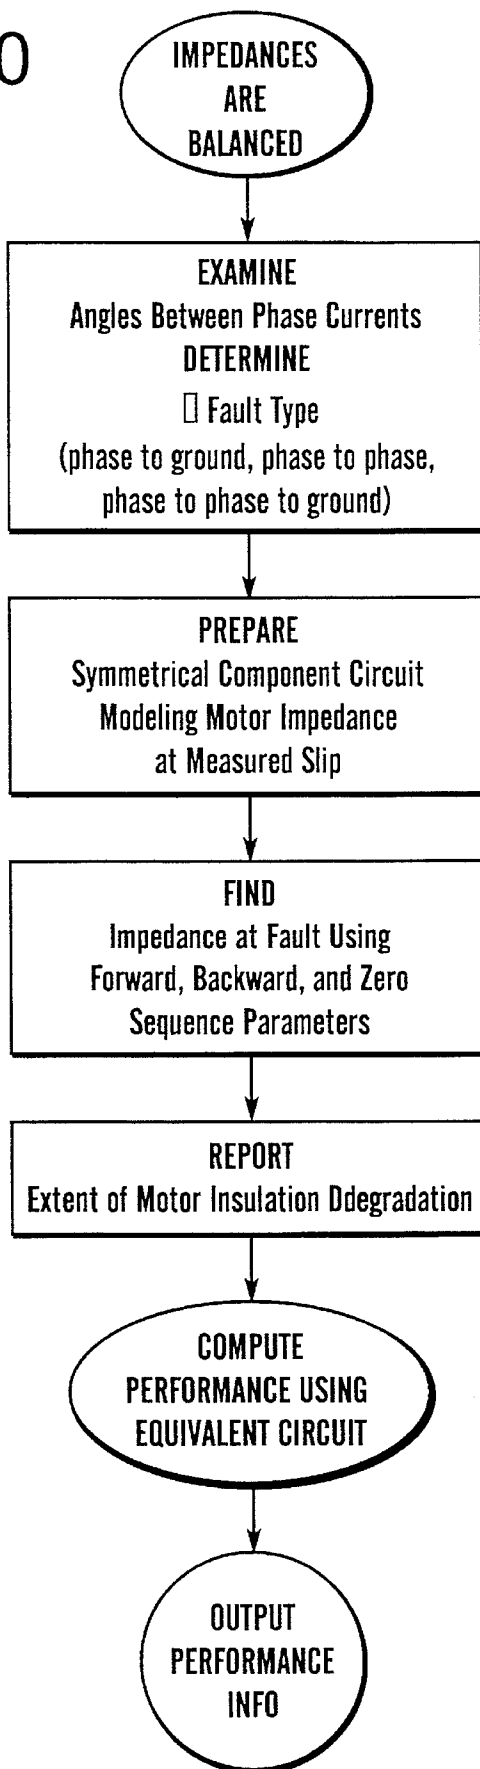 0
IMPEDANCES
ARE
BALANCED
EXAMINE
Angles Between Phase Currents
DETERMINE
▯ Fault Type
(phase to ground, phase to phase,
phase to phase to ground)
PREPARE
Symmetrical Component Circuit
Modeling Motor Impedance
at Measured Slip
FIND
Impedance at Fault Using
Forward, Backward, and Zero
Sequence Parameters
REPORT
Extent of Motor Insulation Ddegradation
COMPUTE
PERFORMANCE USING
EQUIVALENT CIRCUIT
OUTPUT
PERFORMANCE
INFO